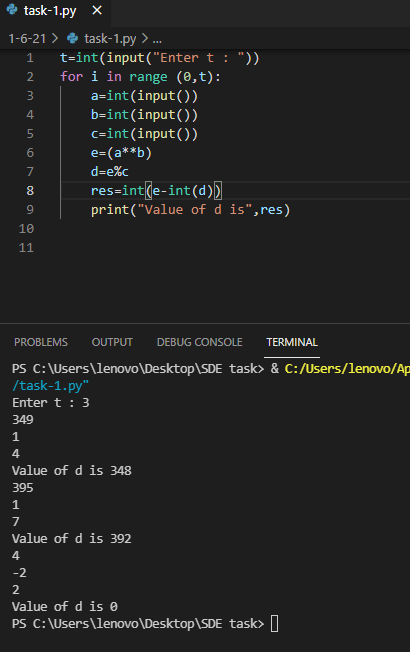 task-1.py ×
1-6-21 > task-1.py > ...
1 t=int(input("Enter t : "))
2 for i in range (0,t):
3 a=int(input())
4 b=int(input())
5 c=int(input())
6 e=(a**b)
7 d=e%c
8 res=int(e-int(d))
9 print("Value of d is",res)
10
11
PROBLEMS OUTPUT DEBUG CONSOLE TERMINAL
PS C:\Users\lenovo\Desktop\SDE task> & C:/Users/lenovo/Ap
/task-1.py"
Enter t : 3
349
1
4
Value of d is 348
395
1
7
Value of d is 392
4
-2
2
Value of d is 0
PS C:\Users\lenovo\Desktop\SDE task>